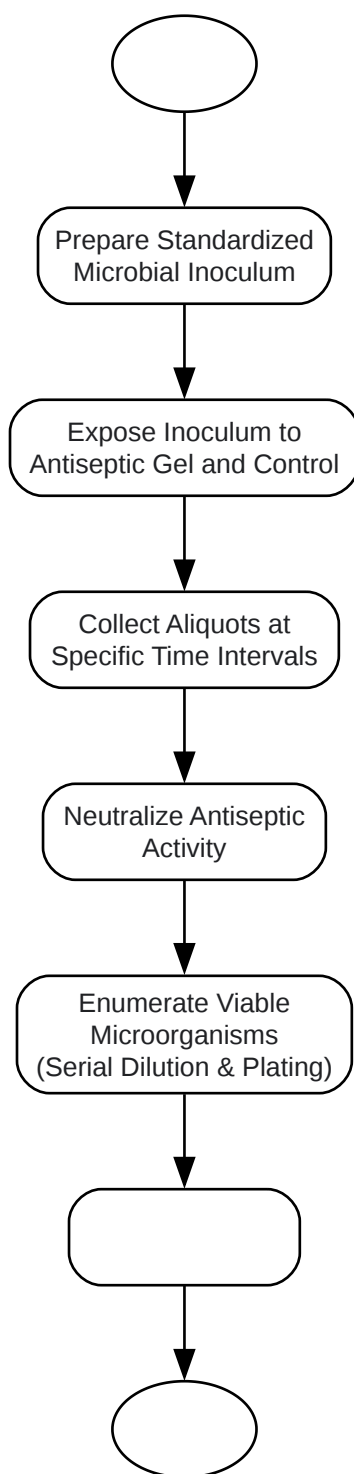 Prepare Standardized
Microbial Inoculum
Expose Inoculum to
Antiseptic Gel and Control
Collect Aliquots at
Specific Time Intervals
Neutralize Antiseptic
Activity
Enumerate Viable
Microorganisms
(Serial Dilution & Plating)